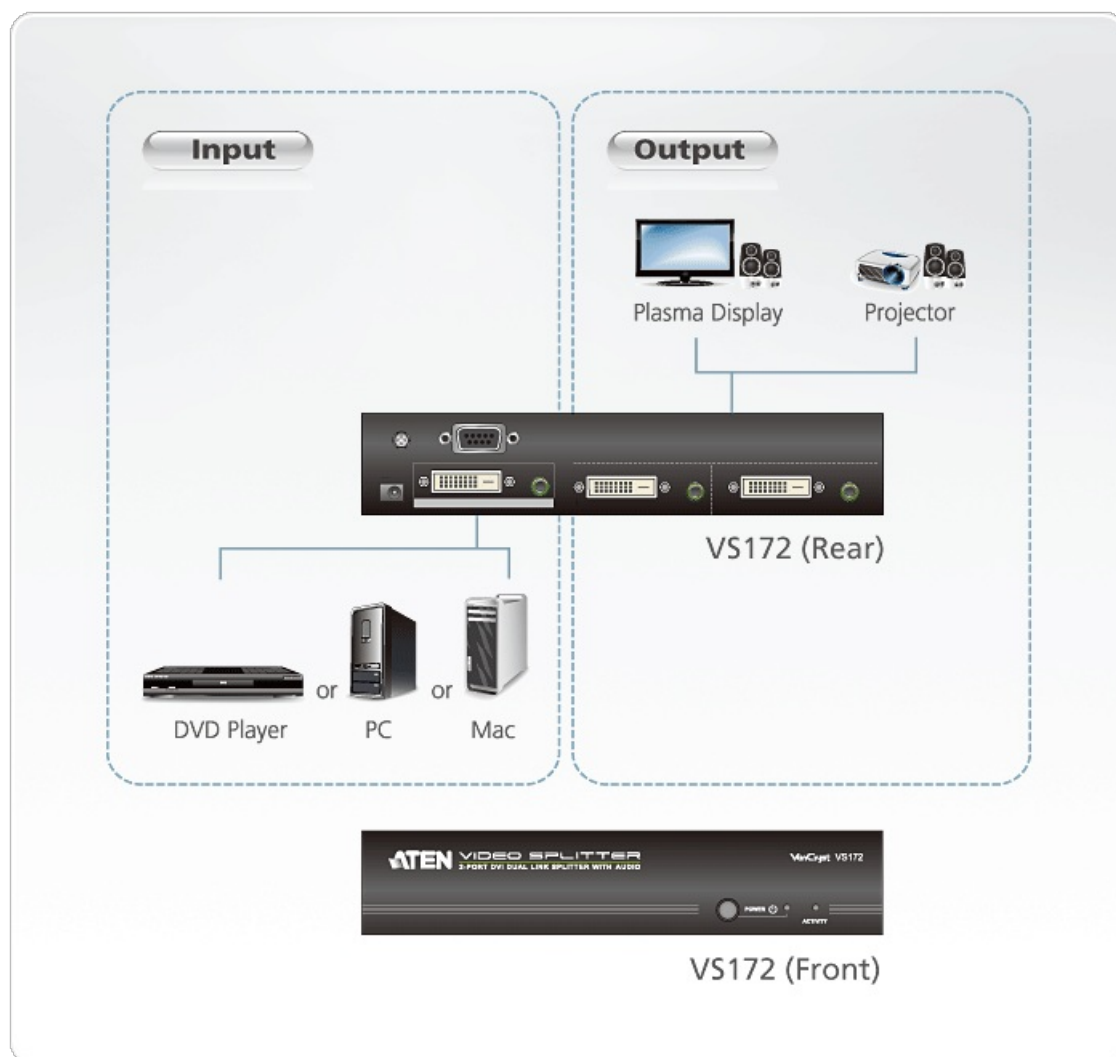 Input
Output
Plasma Display
Projector
VS172 (Rear)
or
or
DVD Player
PC
Mac
ATEN VIDEO SPLITTER
2-PORT DVI DUAL LINK SPLITTER WITH AUDIO
VanCryst VS172
POWER
ACTIVITY
VS172 (Front)